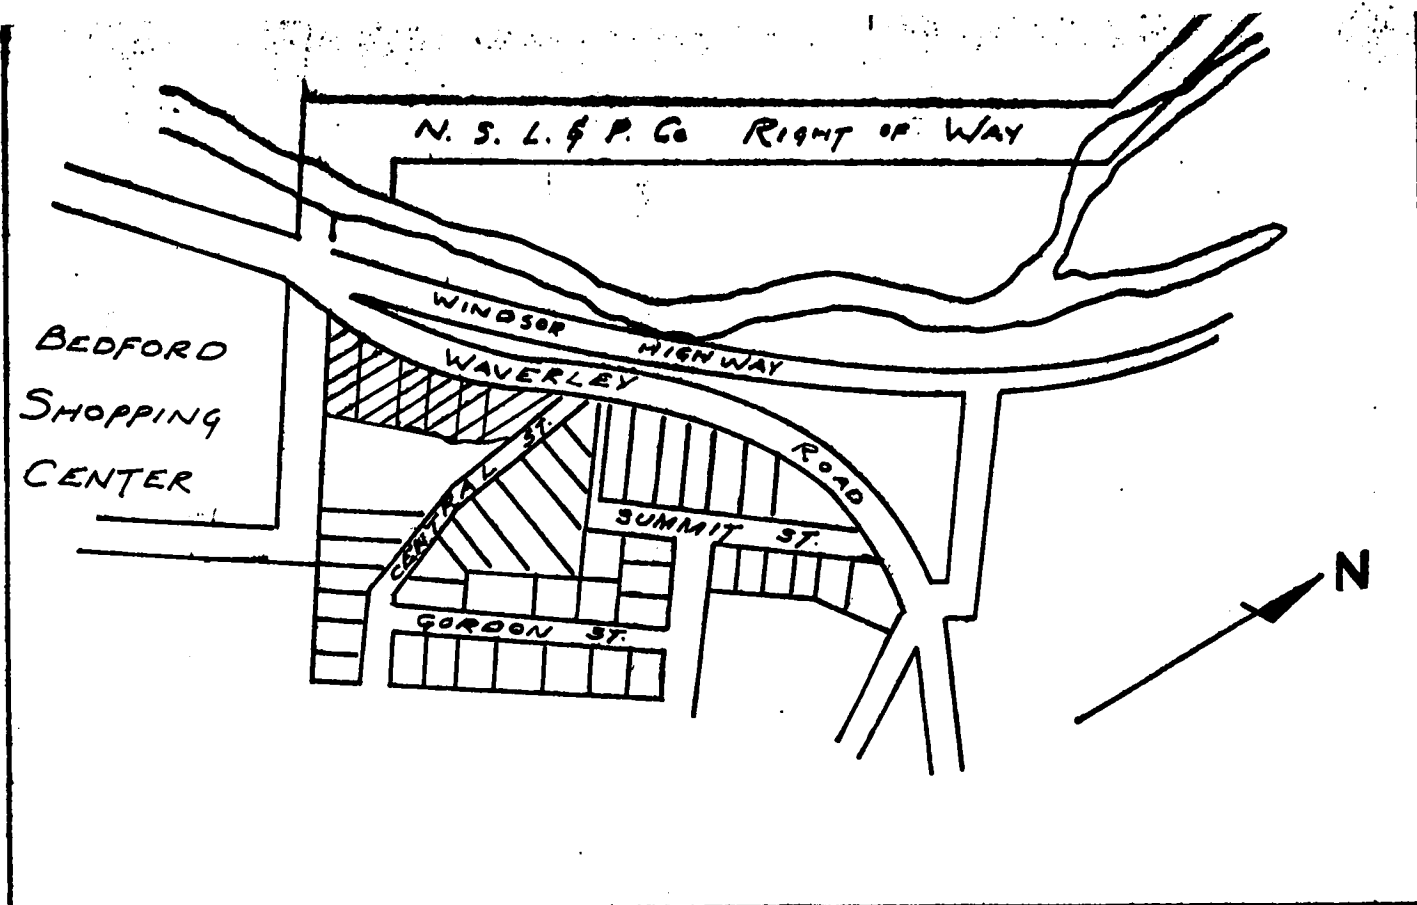 N. S. L. & P. Co RIGHT OF WAY
WINDSOR HIGHWAY
WAVERLEY ROAD
BEDFORD
SHOPPING
CENTER
CENTRAL ST.
SUMMIT ST.
GORDON ST.
N